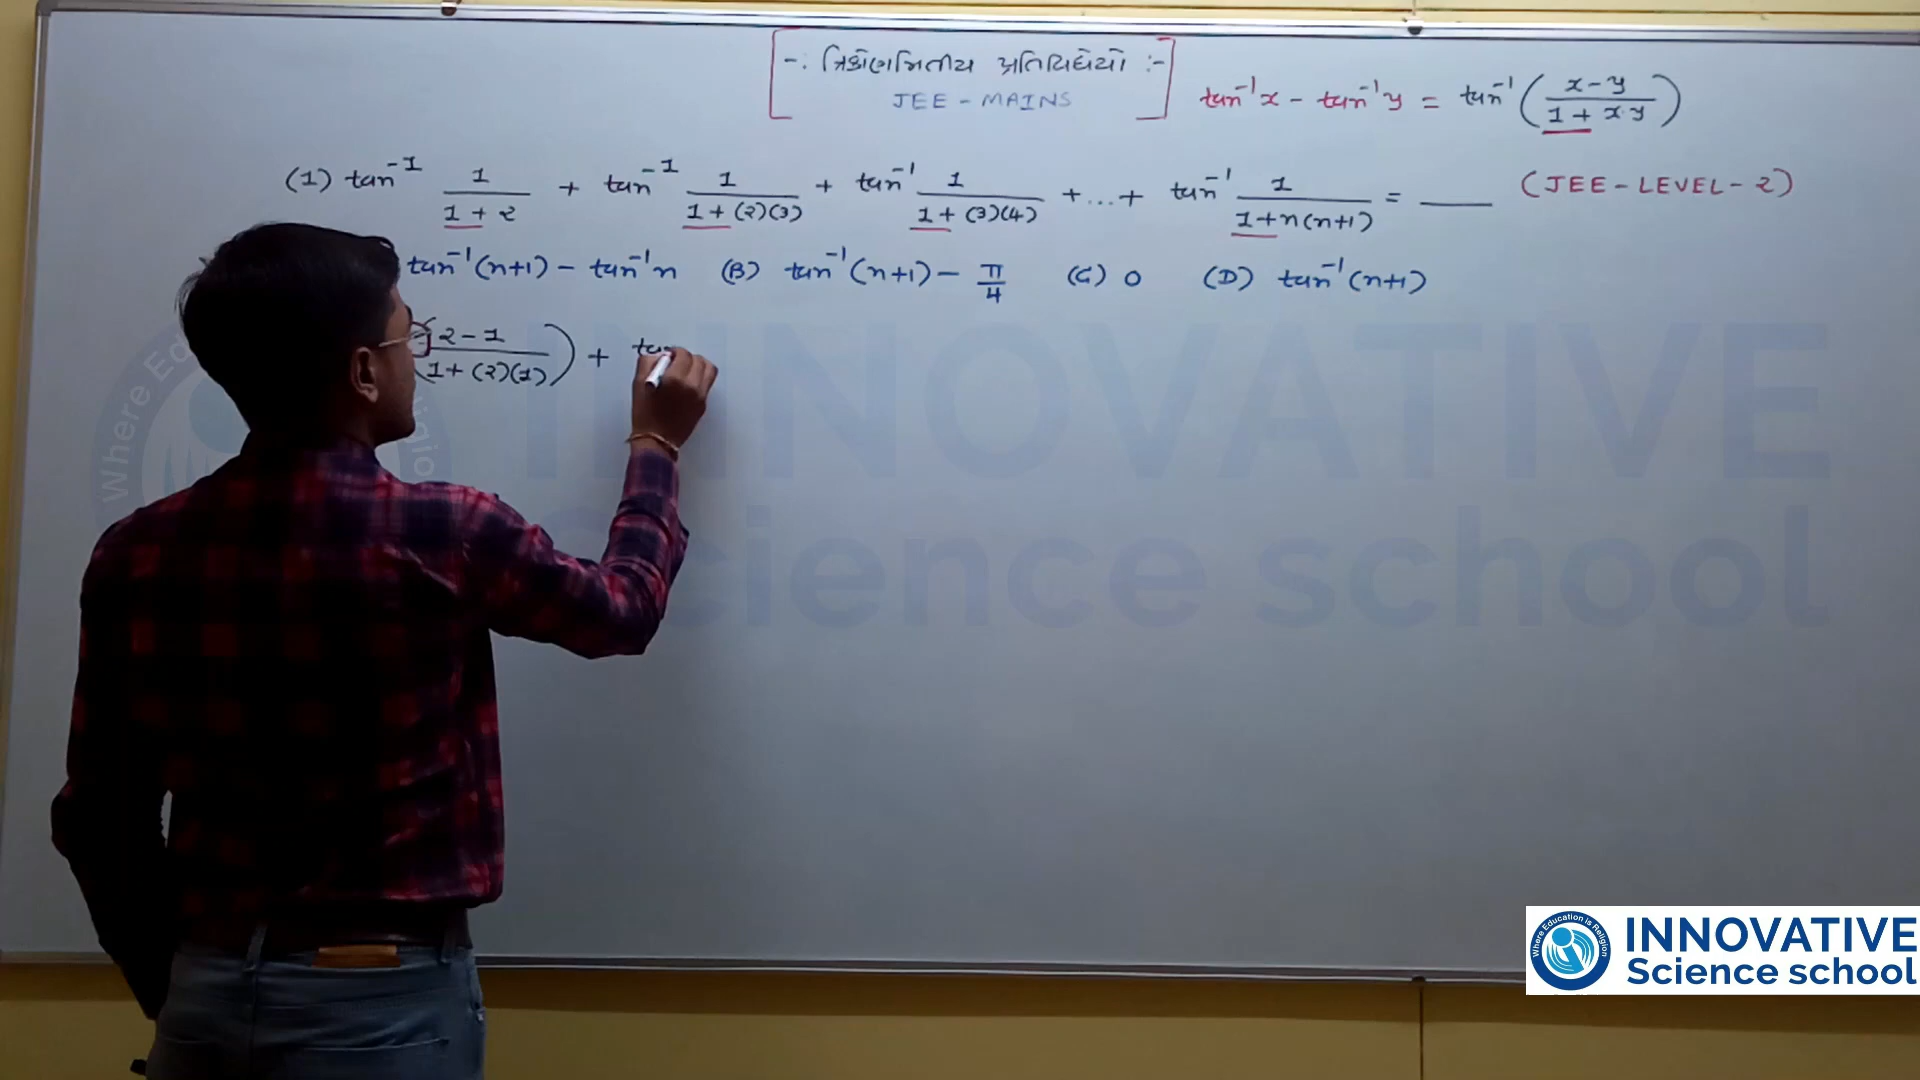 -: ત્રિકોણમિતીય પ્રતિવિધેયો :-
JEE - MAINS
tan⁻¹x - tan⁻¹y = tan⁻¹((x-y)/(1+x·y))
(1) tan⁻¹ 1/(1+2) + tan⁻¹ 1/(1+(2)(3)) + tan⁻¹ 1/(1+(3)(4)) + ... + tan⁻¹ 1/(1+n(n+1)) = ____ (JEE-LEVEL-2)
tan⁻¹(n+1) - tan⁻¹n (B) tan⁻¹(n+1) - π/4 (C) 0 (D) tan⁻¹(n+1)
((2-1)/(1+(2)(1))) +
INNOVATIVE
Science school
Where Education is Religion
INNOVATIVE
Science school